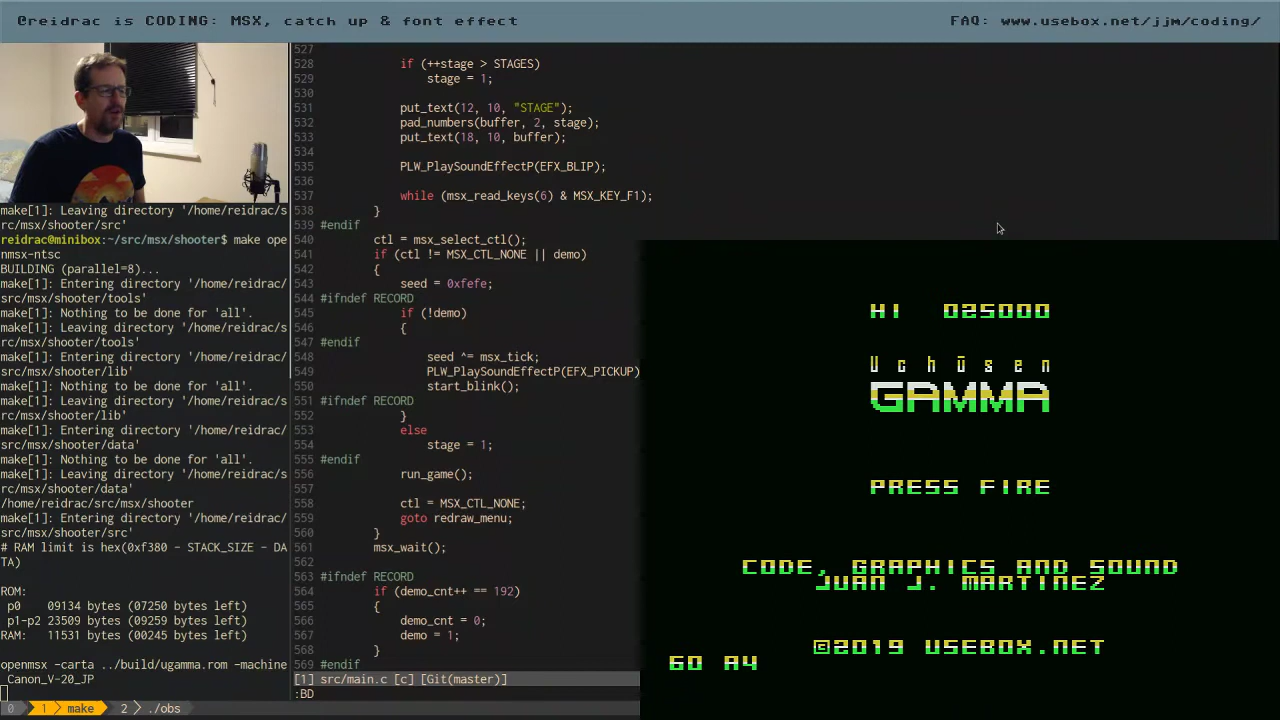 @reidrac is CODING: MSX, catch up & font effect
FAQ: www.usebox.net/jjm/coding/
make[1]: Leaving directory '/home/reidrac/s
rc/msx/shooter/src'
reidrac@minibox:~/src/msx/shooter$ make ope
nmsx-ntsc
BUILDING (parallel=8)...
make[1]: Entering directory '/home/reidrac/
src/msx/shooter/tools'
make[1]: Nothing to be done for 'all'.
make[1]: Leaving directory '/home/reidrac/s
rc/msx/shooter/tools'
make[1]: Entering directory '/home/reidrac/
src/msx/shooter/lib'
make[1]: Nothing to be done for 'all'.
make[1]: Leaving directory '/home/reidrac/s
rc/msx/shooter/lib'
make[1]: Entering directory '/home/reidrac/
src/msx/shooter/data'
make[1]: Nothing to be done for 'all'.
make[1]: Leaving directory '/home/reidrac/s
rc/msx/shooter/data'
/home/reidrac/src/msx/shooter
make[1]: Entering directory '/home/reidrac/
src/msx/shooter/src'
# RAM limit is hex(0xf380 - STACK_SIZE - DA
TA)
ROM:
p0    09134 bytes (07250 bytes left)
p1-p2 23509 bytes (09259 bytes left)
RAM:   11531 bytes (00245 bytes left)
openmsx -carta ../build/ugamma.rom -machine
Canon_V-20_JP
0 1 make 2 ./obs
527
528 if (++stage > STAGES)
529 stage = 1;
530
531 put_text(12, 10, "STAGE");
532 pad_numbers(buffer, 2, stage);
533 put_text(18, 10, buffer);
534
535 PLW_PlaySoundEffectP(EFX_BLIP);
536
537 while (msx_read_keys(6) & MSX_KEY_F1);
538 }
539 #endif
540 ctl = msx_select_ctl();
541 if (ctl != MSX_CTL_NONE || demo)
542 {
543 seed = 0xfefe;
544 #ifndef RECORD
545 if (!demo)
546 {
547 #endif
548 seed ^= msx_tick;
549 PLW_PlaySoundEffectP(EFX_PICKUP)
550 start_blink();
551 #ifndef RECORD
552 }
553 else
554 stage = 1;
555 #endif
556 run_game();
557
558 ctl = MSX_CTL_NONE;
559 goto redraw_menu;
560 }
561 msx_wait();
562
563 #ifndef RECORD
564 if (demo_cnt++ == 192)
565 {
566 demo_cnt = 0;
567 demo = 1;
568 }
569 #endif
[1] src/main.c [c] [Git(master)]
:BD
HI 025000
Uchūsen
GAMMA
PRESS FIRE
CODE, GRAPHICS AND SOUND
JUAN J. MARTINEZ
©2019 USEBOX.NET
60 A4